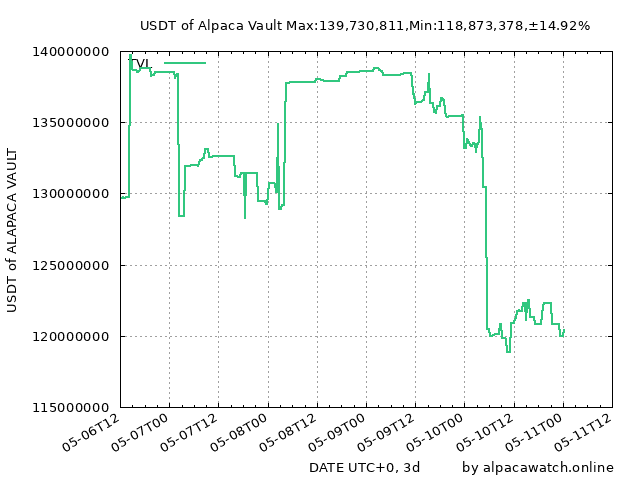 USDT of Alpaca Vault Max:139,730,811,Min:118,873,378,±14.92%
TVL
140000000
135000000
130000000
125000000
120000000
115000000
USDT of ALAPACA VAULT
05-06T12
05-07T00
05-07T12
05-08T00
05-08T12
05-09T00
05-09T12
05-10T00
05-10T12
05-11T00
05-11T12
DATE UTC+0, 3d
by alpacawatch.online